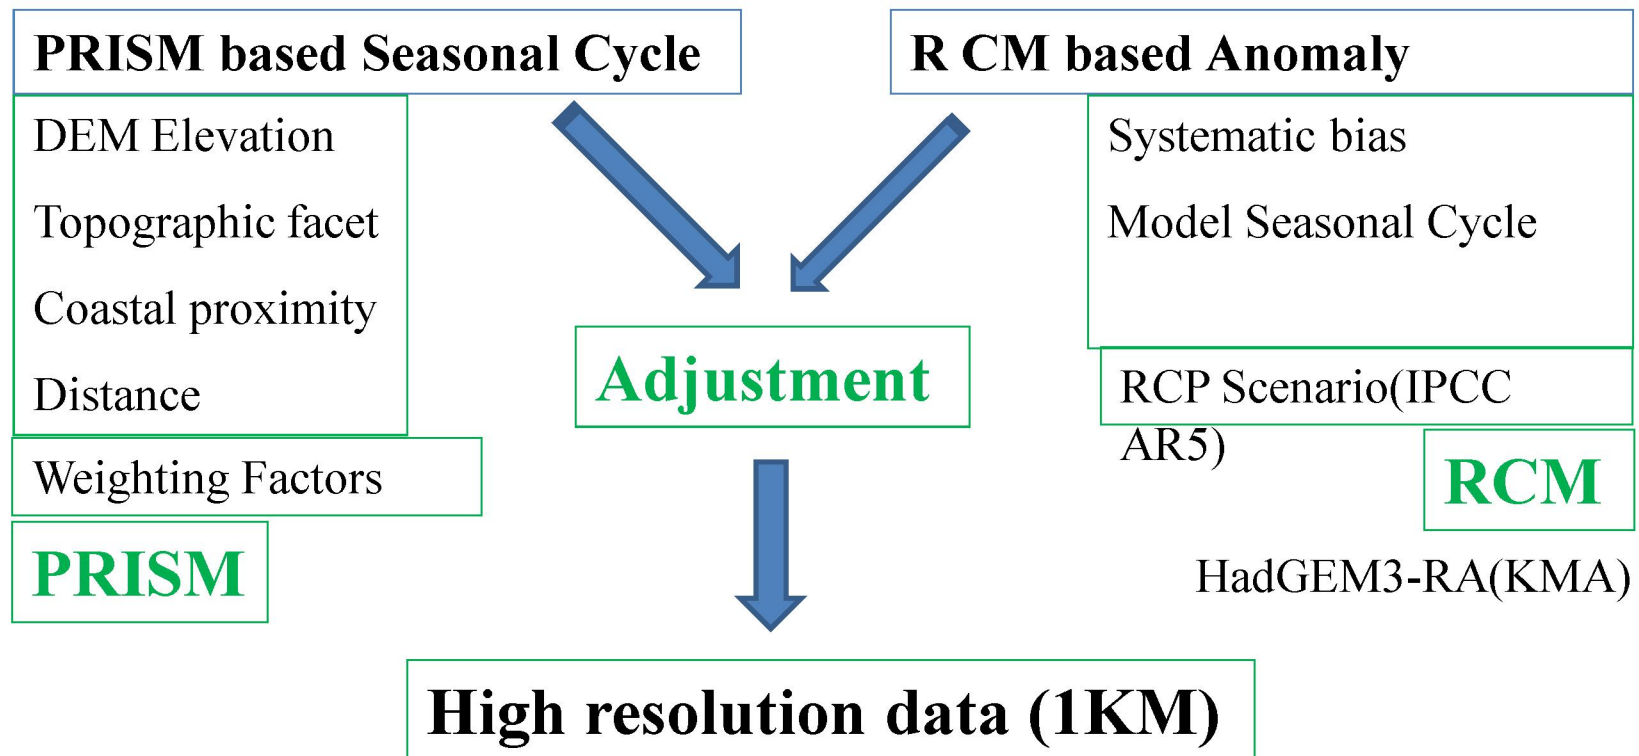 PRISM based Seasonal Cycle
DEM Elevation
Topographic facet
Coastal proximity
Distance
Weighting Factors
PRISM
R CM based Anomaly
Systematic bias
Model Seasonal Cycle
RCP Scenario(IPCC
AR5)
RCM
HadGEM3-RA(KMA)
Adjustment
High resolution data (1KM)